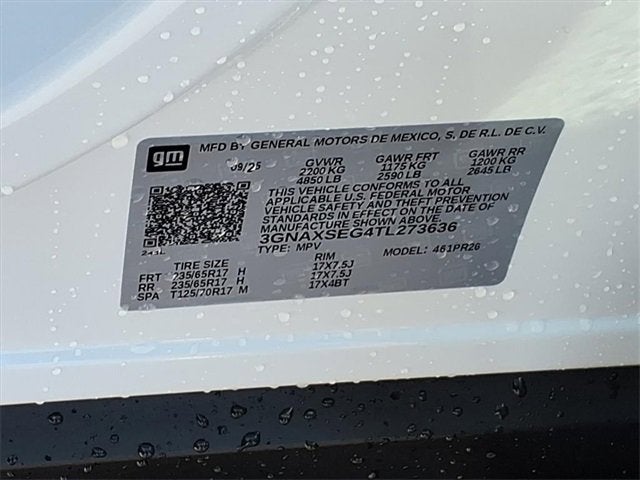 gm
MFD BY GENERAL MOTORS DE MEXICO, S. DE R.L. DE C.V.
09/25 GVWR GAWR FRT GAWR RR
2200 KG 1175 KG 1200 KG
4850 LB 2590 LB 2645 LB
THIS VEHICLE CONFORMS TO ALL
APPLICABLE U.S. FEDERAL MOTOR
VEHICLE SAFETY AND THEFT PREVENTION
STANDARDS IN EFFECT ON THE DATE OF
MANUFACTURE SHOWN ABOVE.
3GNAXSEG4TL273636
TYPE: MPV MODEL: 461PR26
TIRE SIZE RIM
FRT 235/65R17 H 17X7.5J
RR 235/65R17 H 17X7.5J
SPA T125/70R17 M 17X4BT